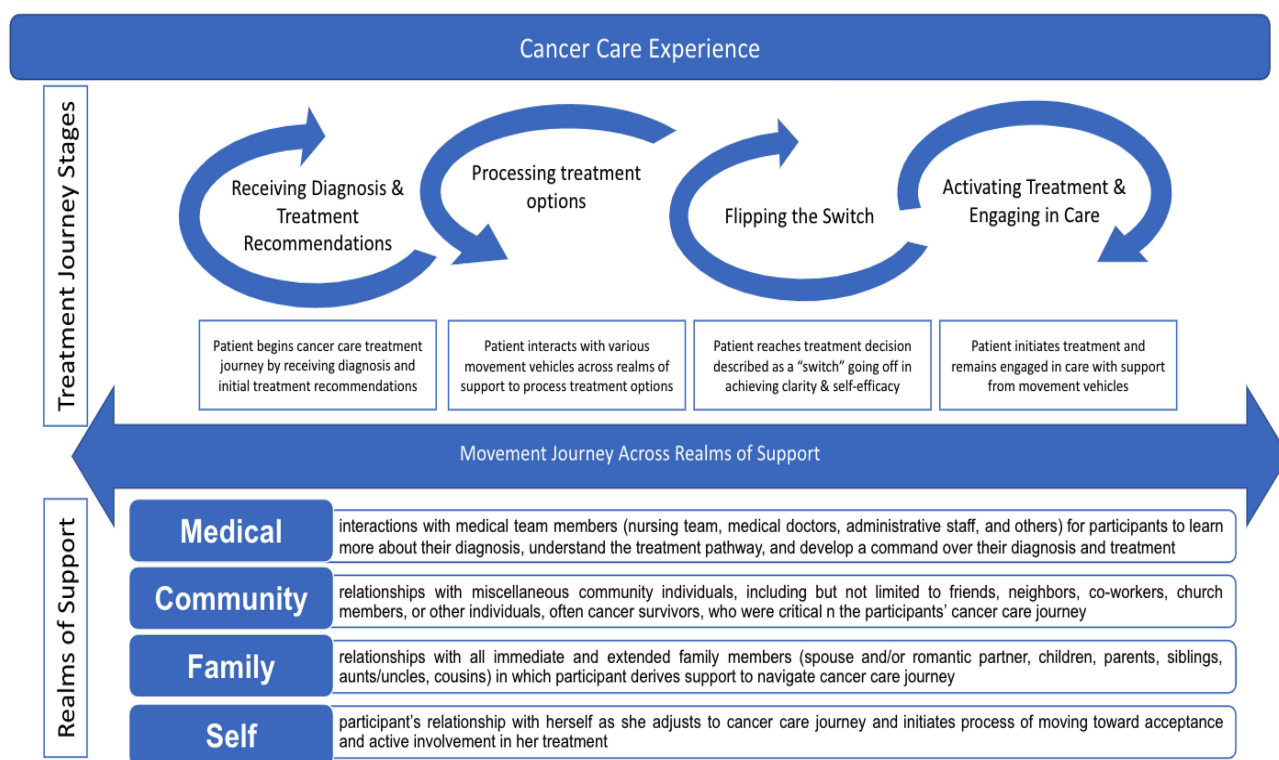 Cancer Care Experience
Treatment Journey Stages
Receiving Diagnosis &
Treatment
Recommendations
Processing treatment
options
Flipping the Switch
Activating Treatment &
Engaging in Care
Patient begins cancer care treatment
journey by receiving diagnosis and
initial treatment recommendations
Patient interacts with various
movement vehicles across realms of
support to process treatment options
Patient reaches treatment decision
described as a “switch” going off in
achieving clarity & self-efficacy
Patient initiates treatment and
remains engaged in care with support
from movement vehicles
Movement Journey Across Realms of Support
Realms of Support
Medical
interactions with medical team members (nursing team, medical doctors, administrative staff, and others) for participants to learn
more about their diagnosis, understand the treatment pathway, and develop a command over their diagnosis and treatment
Community
relationships with miscellaneous community individuals, including but not limited to friends, neighbors, co-workers, church
members, or other individuals, often cancer survivors, who were critical n the participants’ cancer care journey
Family
relationships with all immediate and extended family members (spouse and/or romantic partner, children, parents, siblings,
aunts/uncles, cousins) in which participant derives support to navigate cancer care journey
Self
participant’s relationship with herself as she adjusts to cancer care journey and initiates process of moving toward acceptance
and active involvement in her treatment